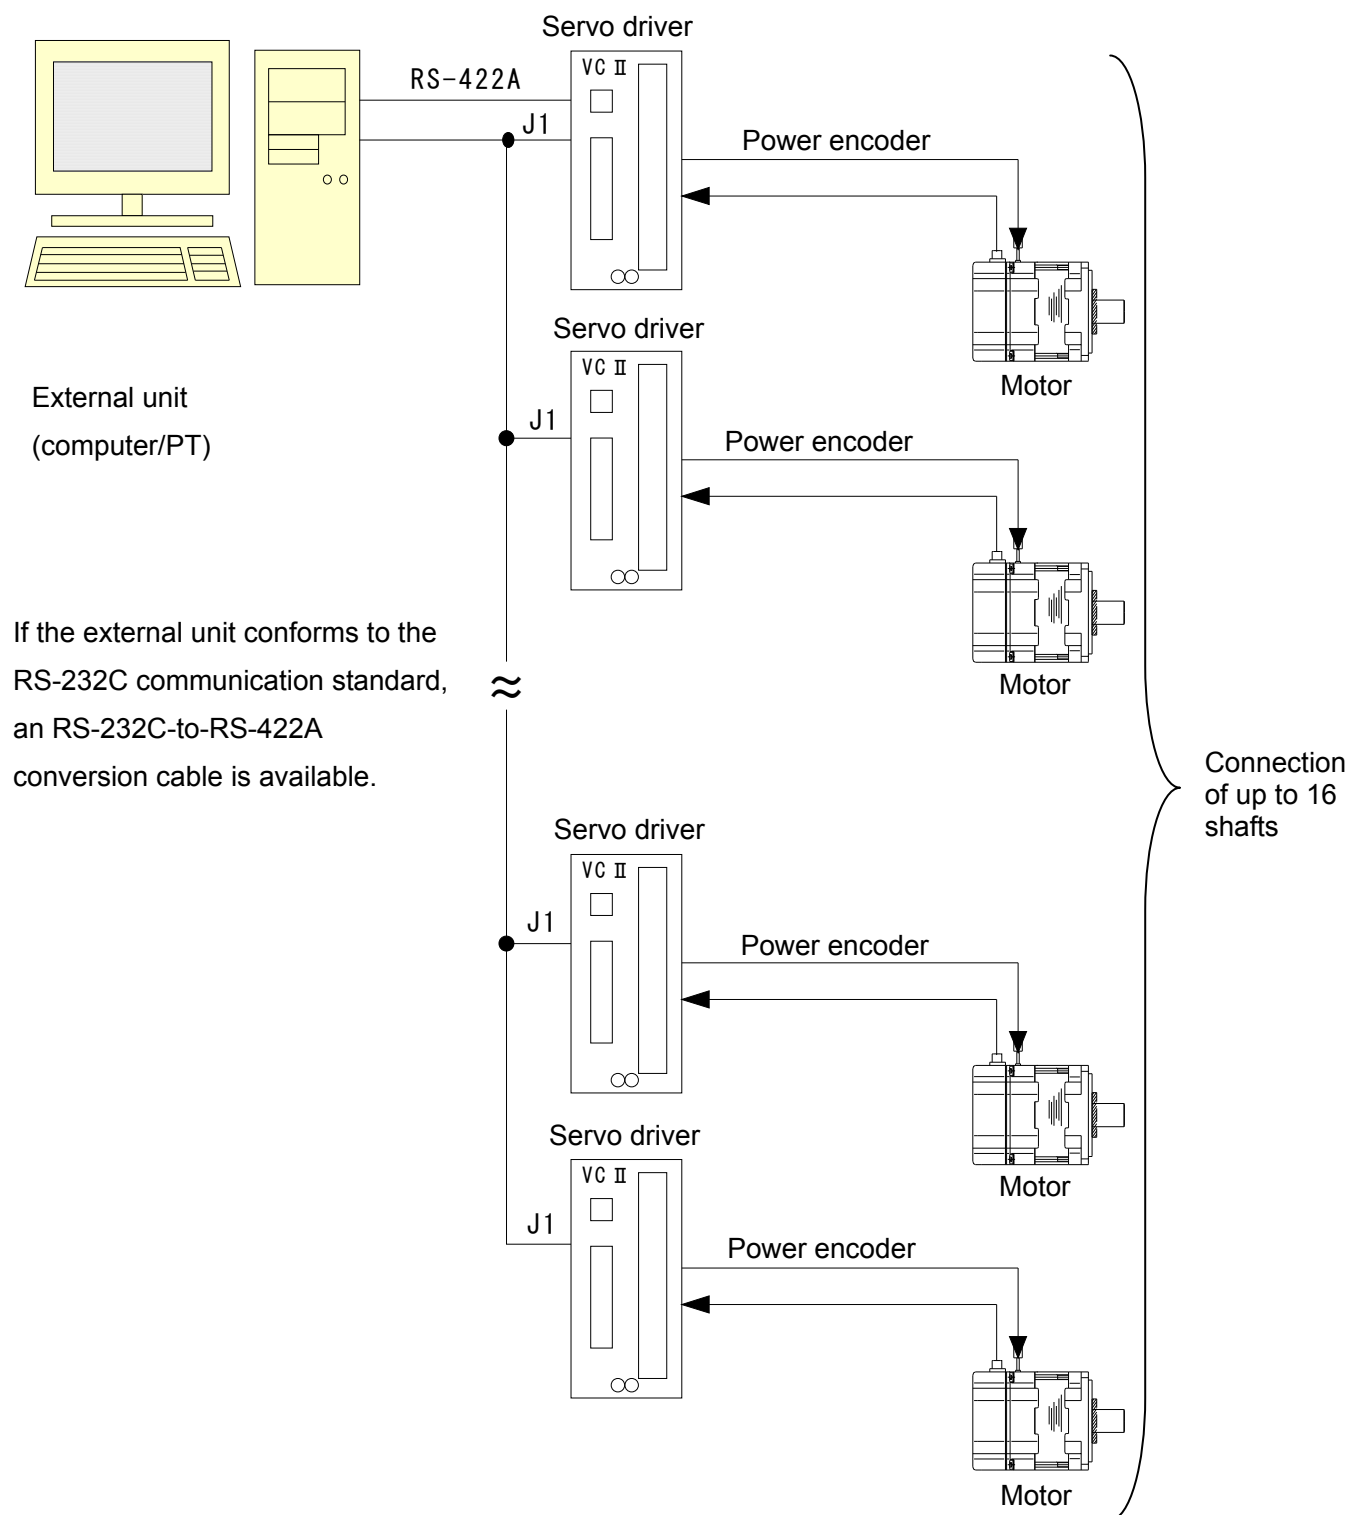 Servo driver
VC Ⅱ
RS-422A
J1
Power encoder
Motor
Servo driver
VC Ⅱ
External unit
(computer/PT)
J1
Power encoder
Motor
If the external unit conforms to the
RS-232C communication standard,
an RS-232C-to-RS-422A
conversion cable is available.
≈
Connection
of up to 16
shafts
Servo driver
VC Ⅱ
J1
Power encoder
Motor
Servo driver
VC Ⅱ
J1
Power encoder
Motor